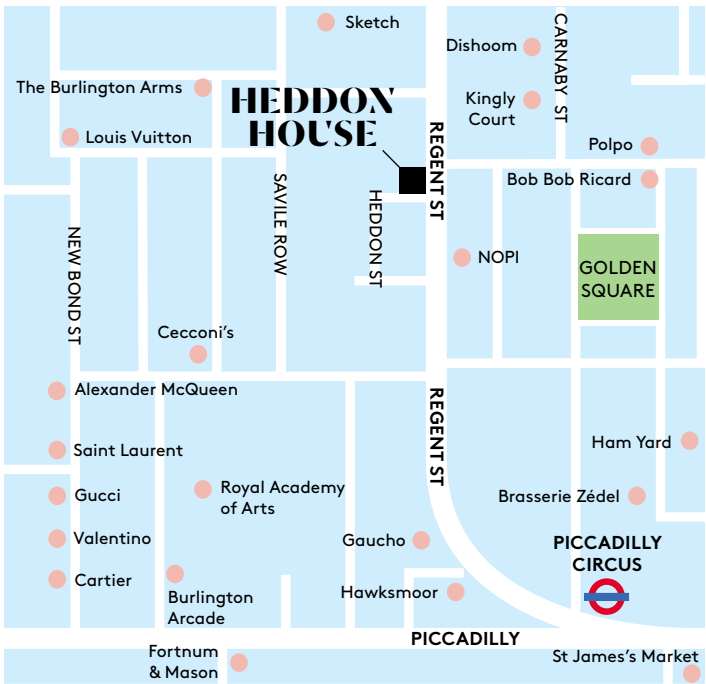 Sketch
Dishoom
CARNABY ST
The Burlington Arms
HEDDON
HOUSE
Kingly
Court
Louis Vuitton
REGENT ST
Polpo
Bob Bob Ricard
SAVILE ROW
HEDDON ST
NEW BOND ST
NOPI
GOLDEN
SQUARE
Cecconi's
Alexander McQueen
REGENT ST
Saint Laurent
Ham Yard
Gucci
Royal Academy
of Arts
Brasserie Zédel
Valentino
Gaucho
PICCADILLY
CIRCUS
Cartier
Burlington
Arcade
Hawksmoor
PICCADILLY
Fortnum
& Mason
St James's Market